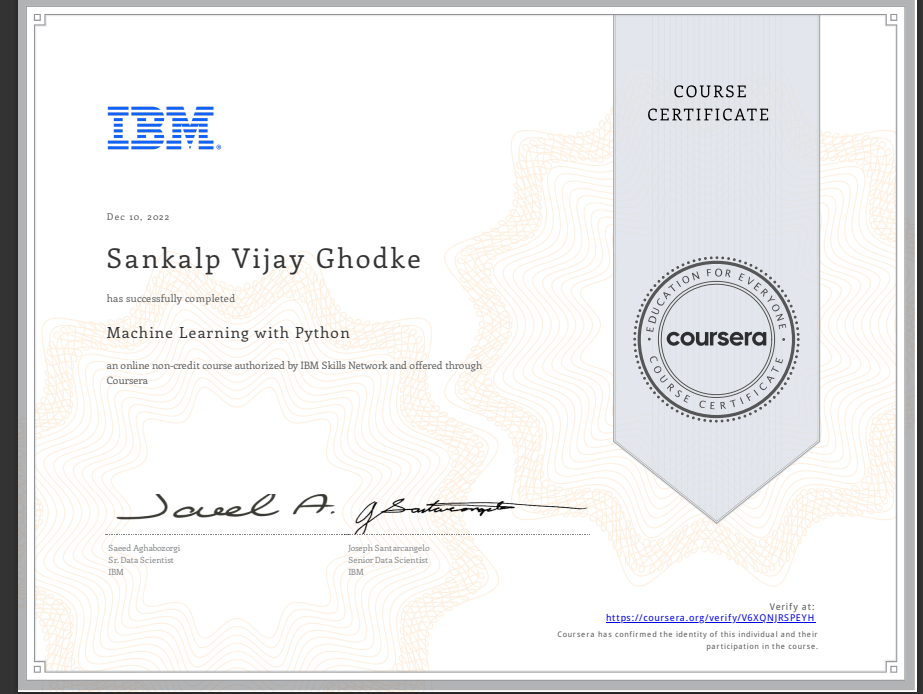 COURSE
CERTIFICATE
IBM®
Dec 10, 2022
Sankalp Vijay Ghodke
has successfully completed
Machine Learning with Python
an online non-credit course authorized by IBM Skills Network and offered through
Coursera
EDUCATION FOR EVERYONE
coursera
COURSE CERTIFICATE
Saeed A.
J Santarcangelo
Saeed Aghabozorgi
Sr. Data Scientist
IBM
Joseph Santarcangelo
Senior Data Scientist
IBM
Verify at:
https://coursera.org/verify/V6XQNJRSPEYH
Coursera has confirmed the identity of this individual and their
participation in the course.